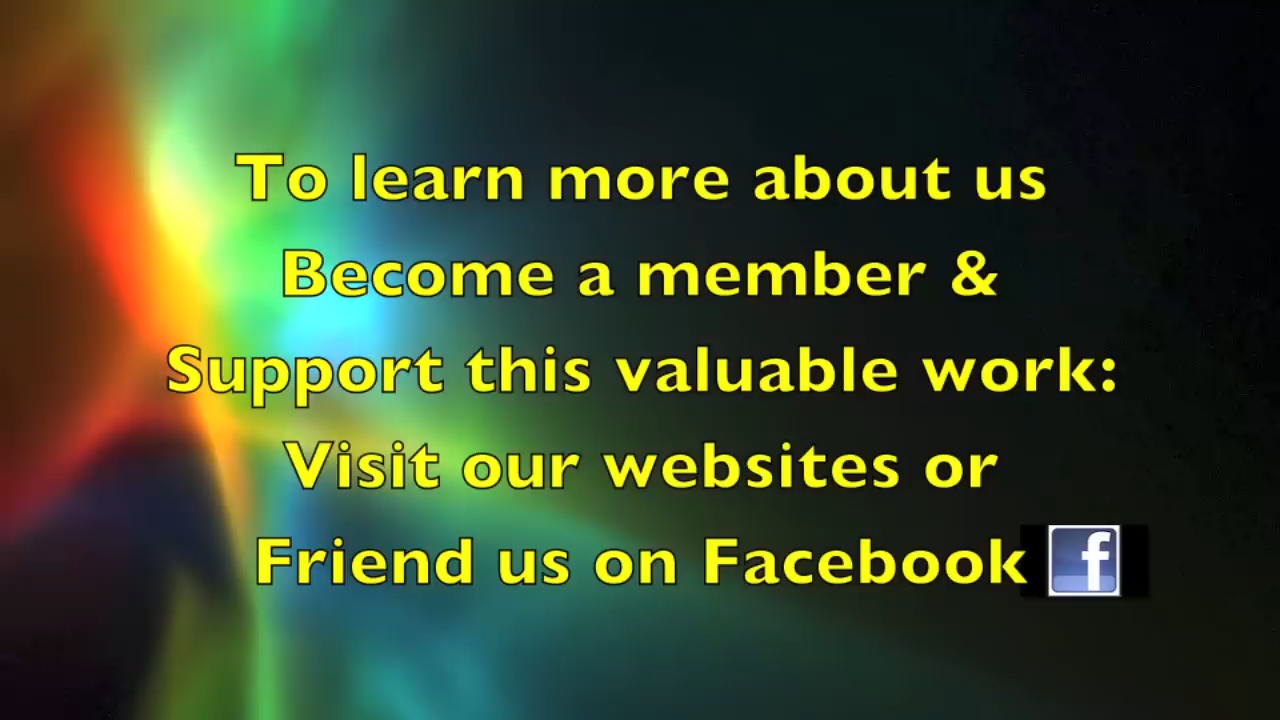 To learn more about us
Become a member &
Support this valuable work:
Visit our websites or
Friend us on Facebook f